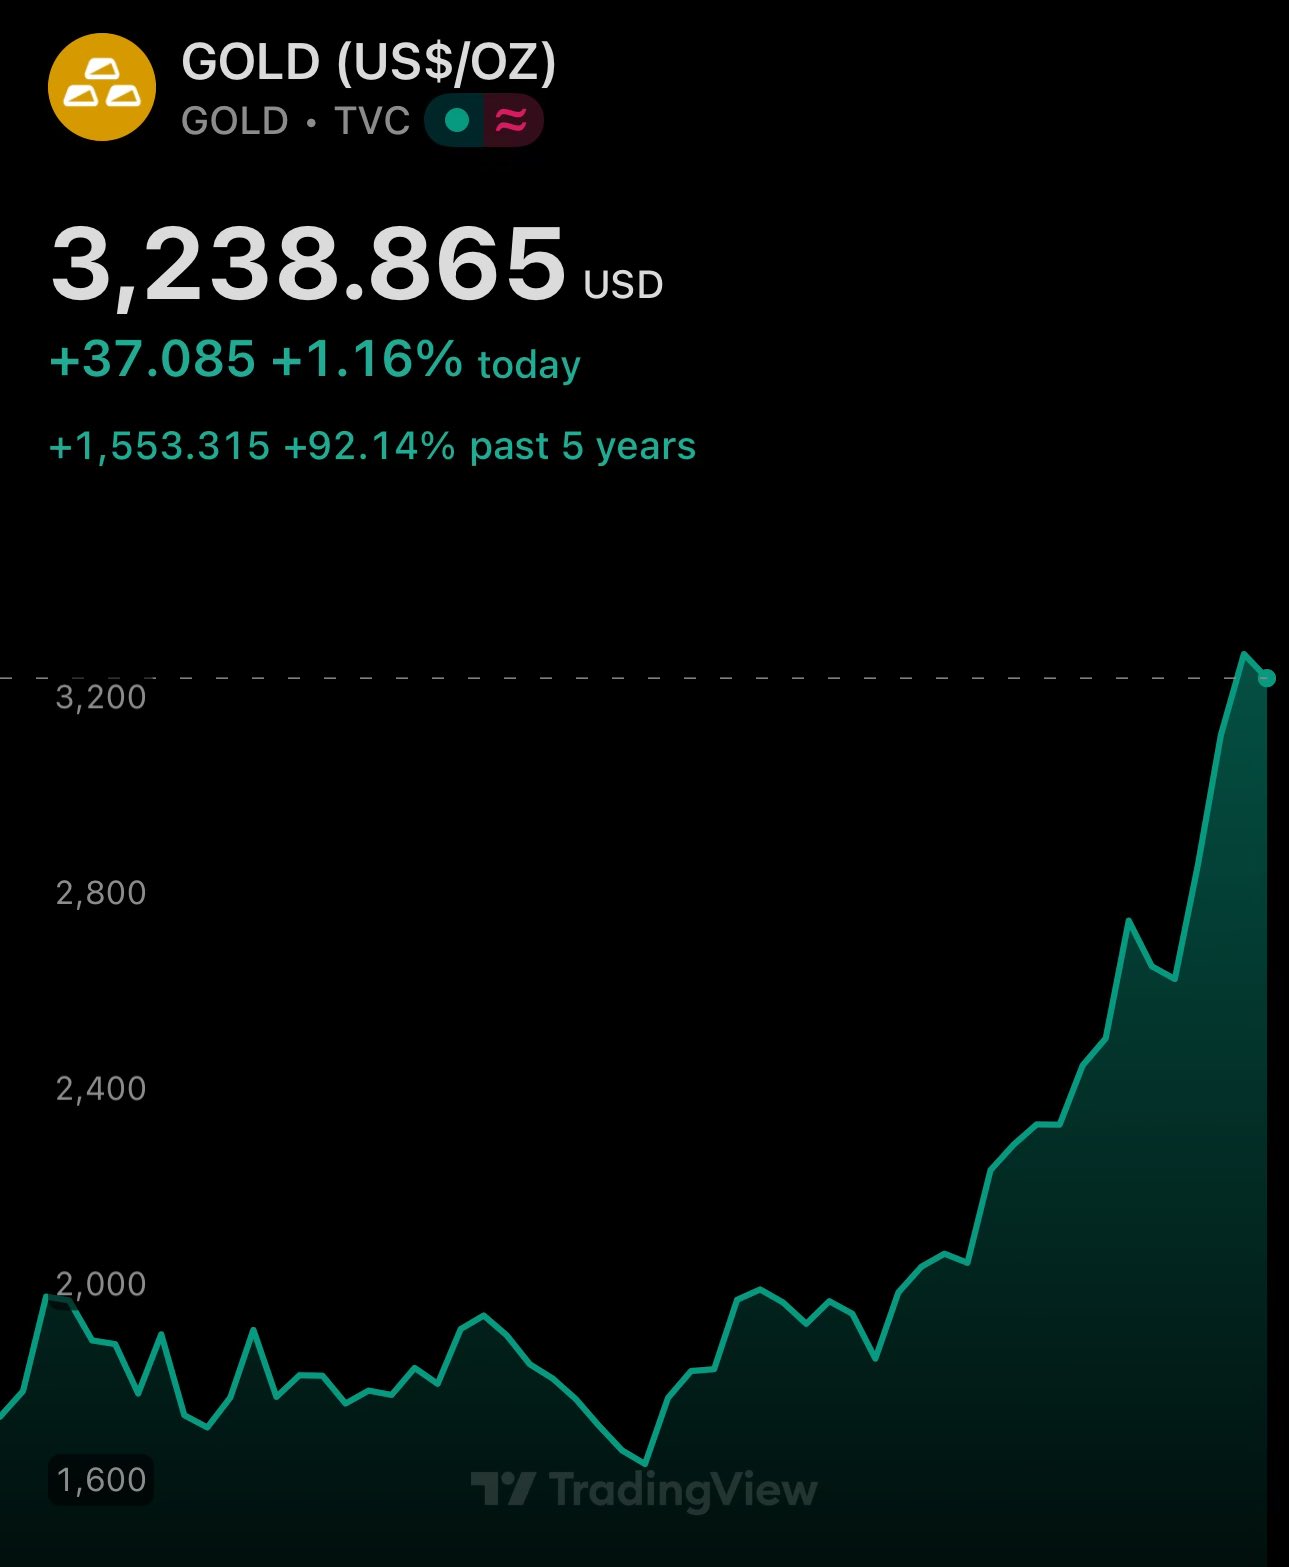 GOLD (US$/OZ)
GOLD • TVC
3,238.865 USD
+37.085 +1.16% today
+1,553.315 +92.14% past 5 years
3,200
2,800
2,400
2,000
1,600
TradingView